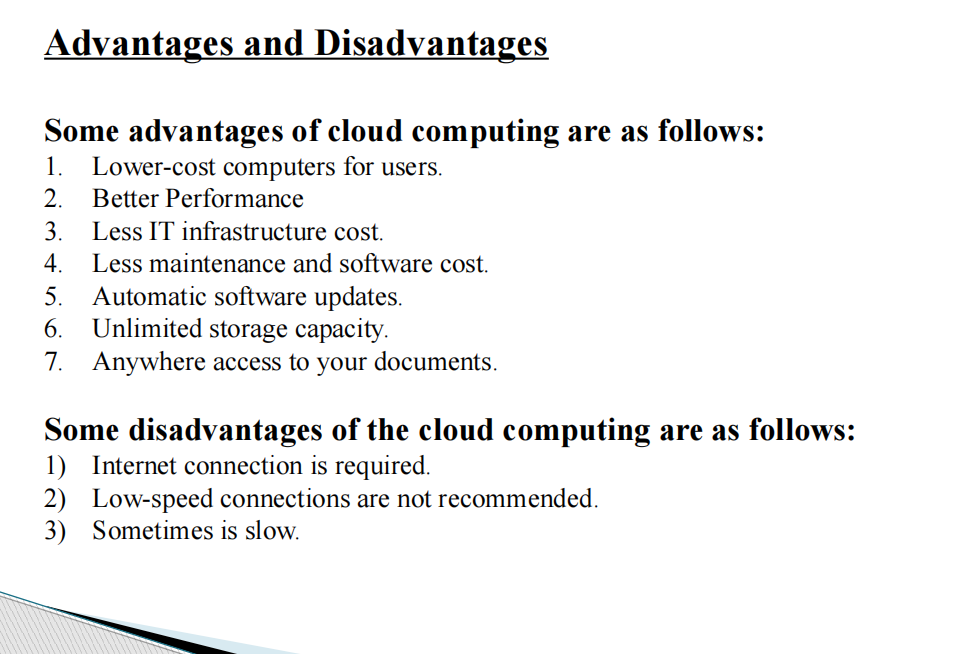 Advantages and Disadvantages
Some advantages of cloud computing are as follows:
1. Lower-cost computers for users.
2. Better Performance
3. Less IT infrastructure cost.
4. Less maintenance and software cost.
5. Automatic software updates.
6. Unlimited storage capacity.
7. Anywhere access to your documents.
Some disadvantages of the cloud computing are as follows:
1) Internet connection is required.
2) Low-speed connections are not recommended.
3) Sometimes is slow.